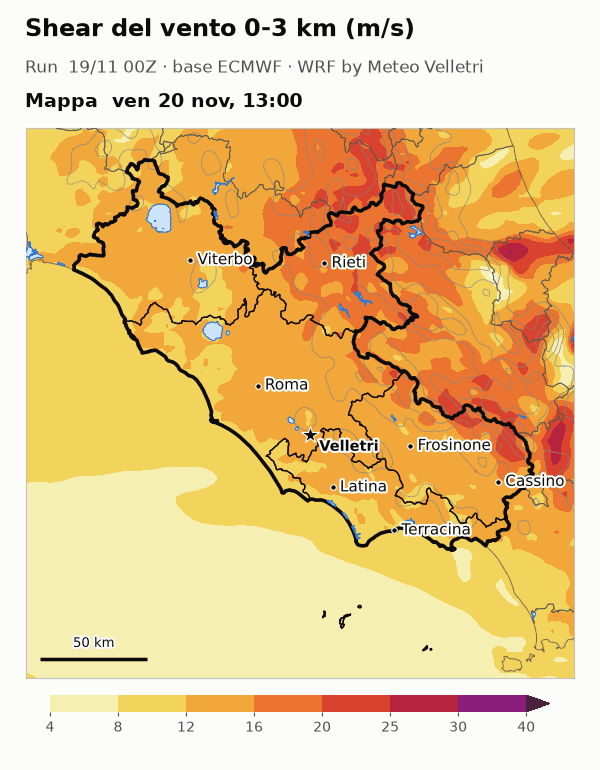 Shear del vento 0-3 km (m/s)
Run  19/11 00Z · base ECMWF · WRF by Meteo Velletri
Mappa  ven 20 nov, 13:00
Viterbo
Rieti
Roma
Velletri
Frosinone
Latina
Cassino
Terracina
50 km
4 8 12 16 20 25 30 40